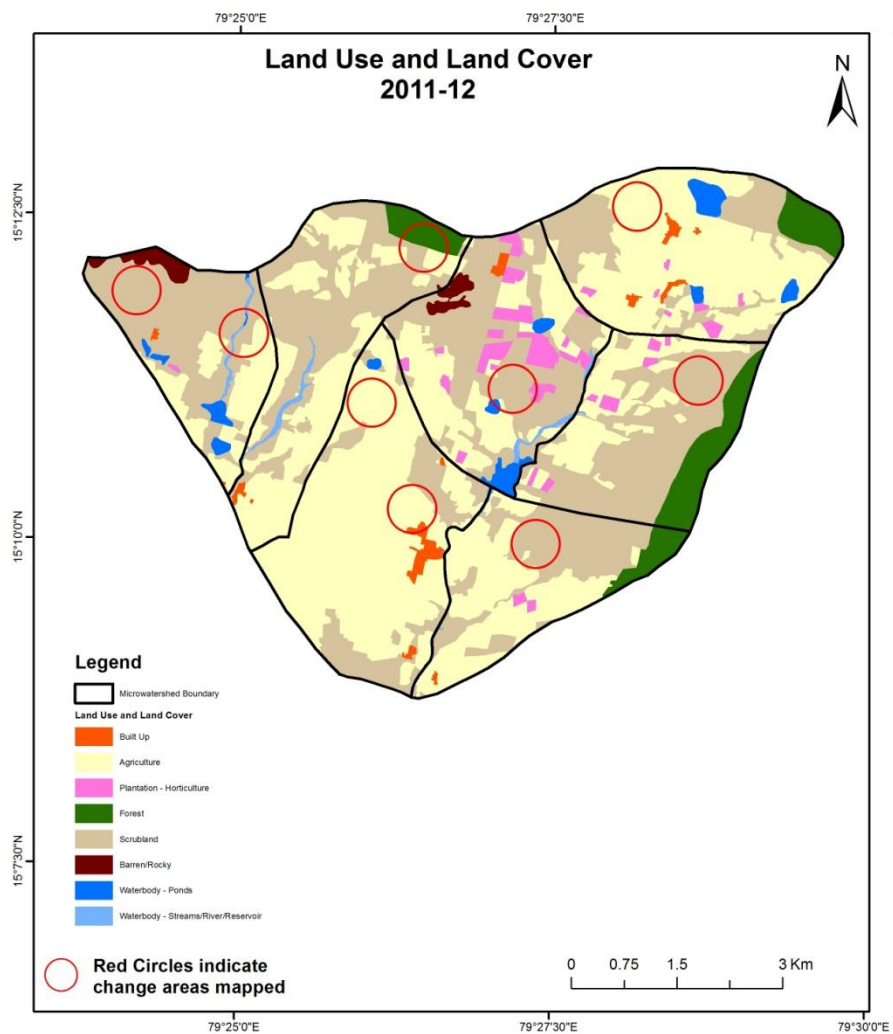 79°25'0"E 79°27'30"E
Land Use and Land Cover
2011-12
N
15°12'30"N
15°10'0"N
15°7'30"N
Legend
Microwatershed Boundary
Land Use and Land Cover
Built Up
Agriculture
Plantation - Horticulture
Forest
Scrubland
Barren/Rocky
Waterbody - Ponds
Waterbody - Streams/River/Reservoir
Red Circles indicate
change areas mapped
0 0.75 1.5 3 Km
79°25'0"E 79°27'30"E 79°30'0"E